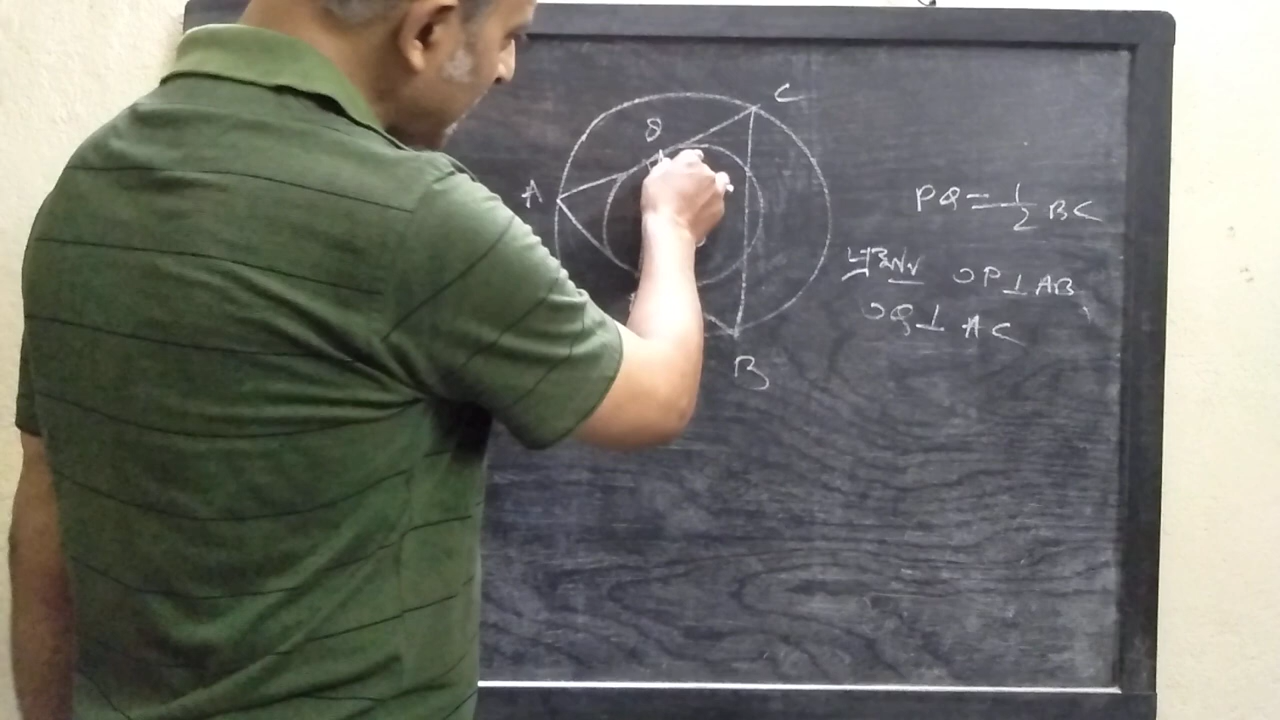 C
Q
A
B
PQ = 1/2 BC
OP ⊥ AB
OQ ⊥ AC